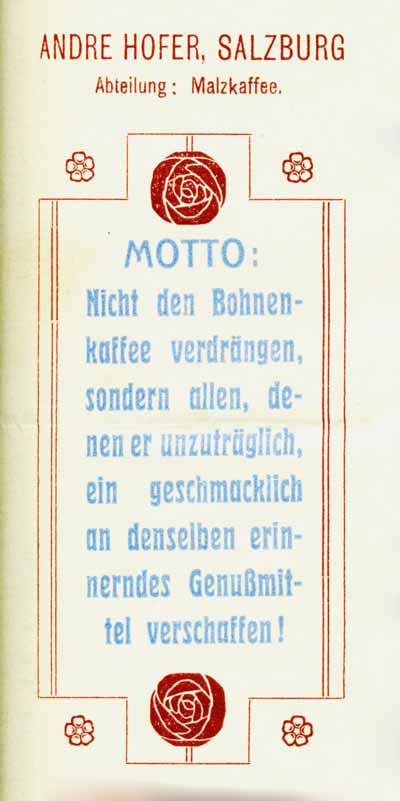 ANDRE HOFER, SALZBURG
Abteilung: Malzkaffee.
MOTTO:
Nicht den Bohnen-
kaffee verdrängen,
sondern allen, de-
nen er unzuträglich,
ein geschmacklich
an denselben erin-
nerndes Genußmit-
tel verschaffen!